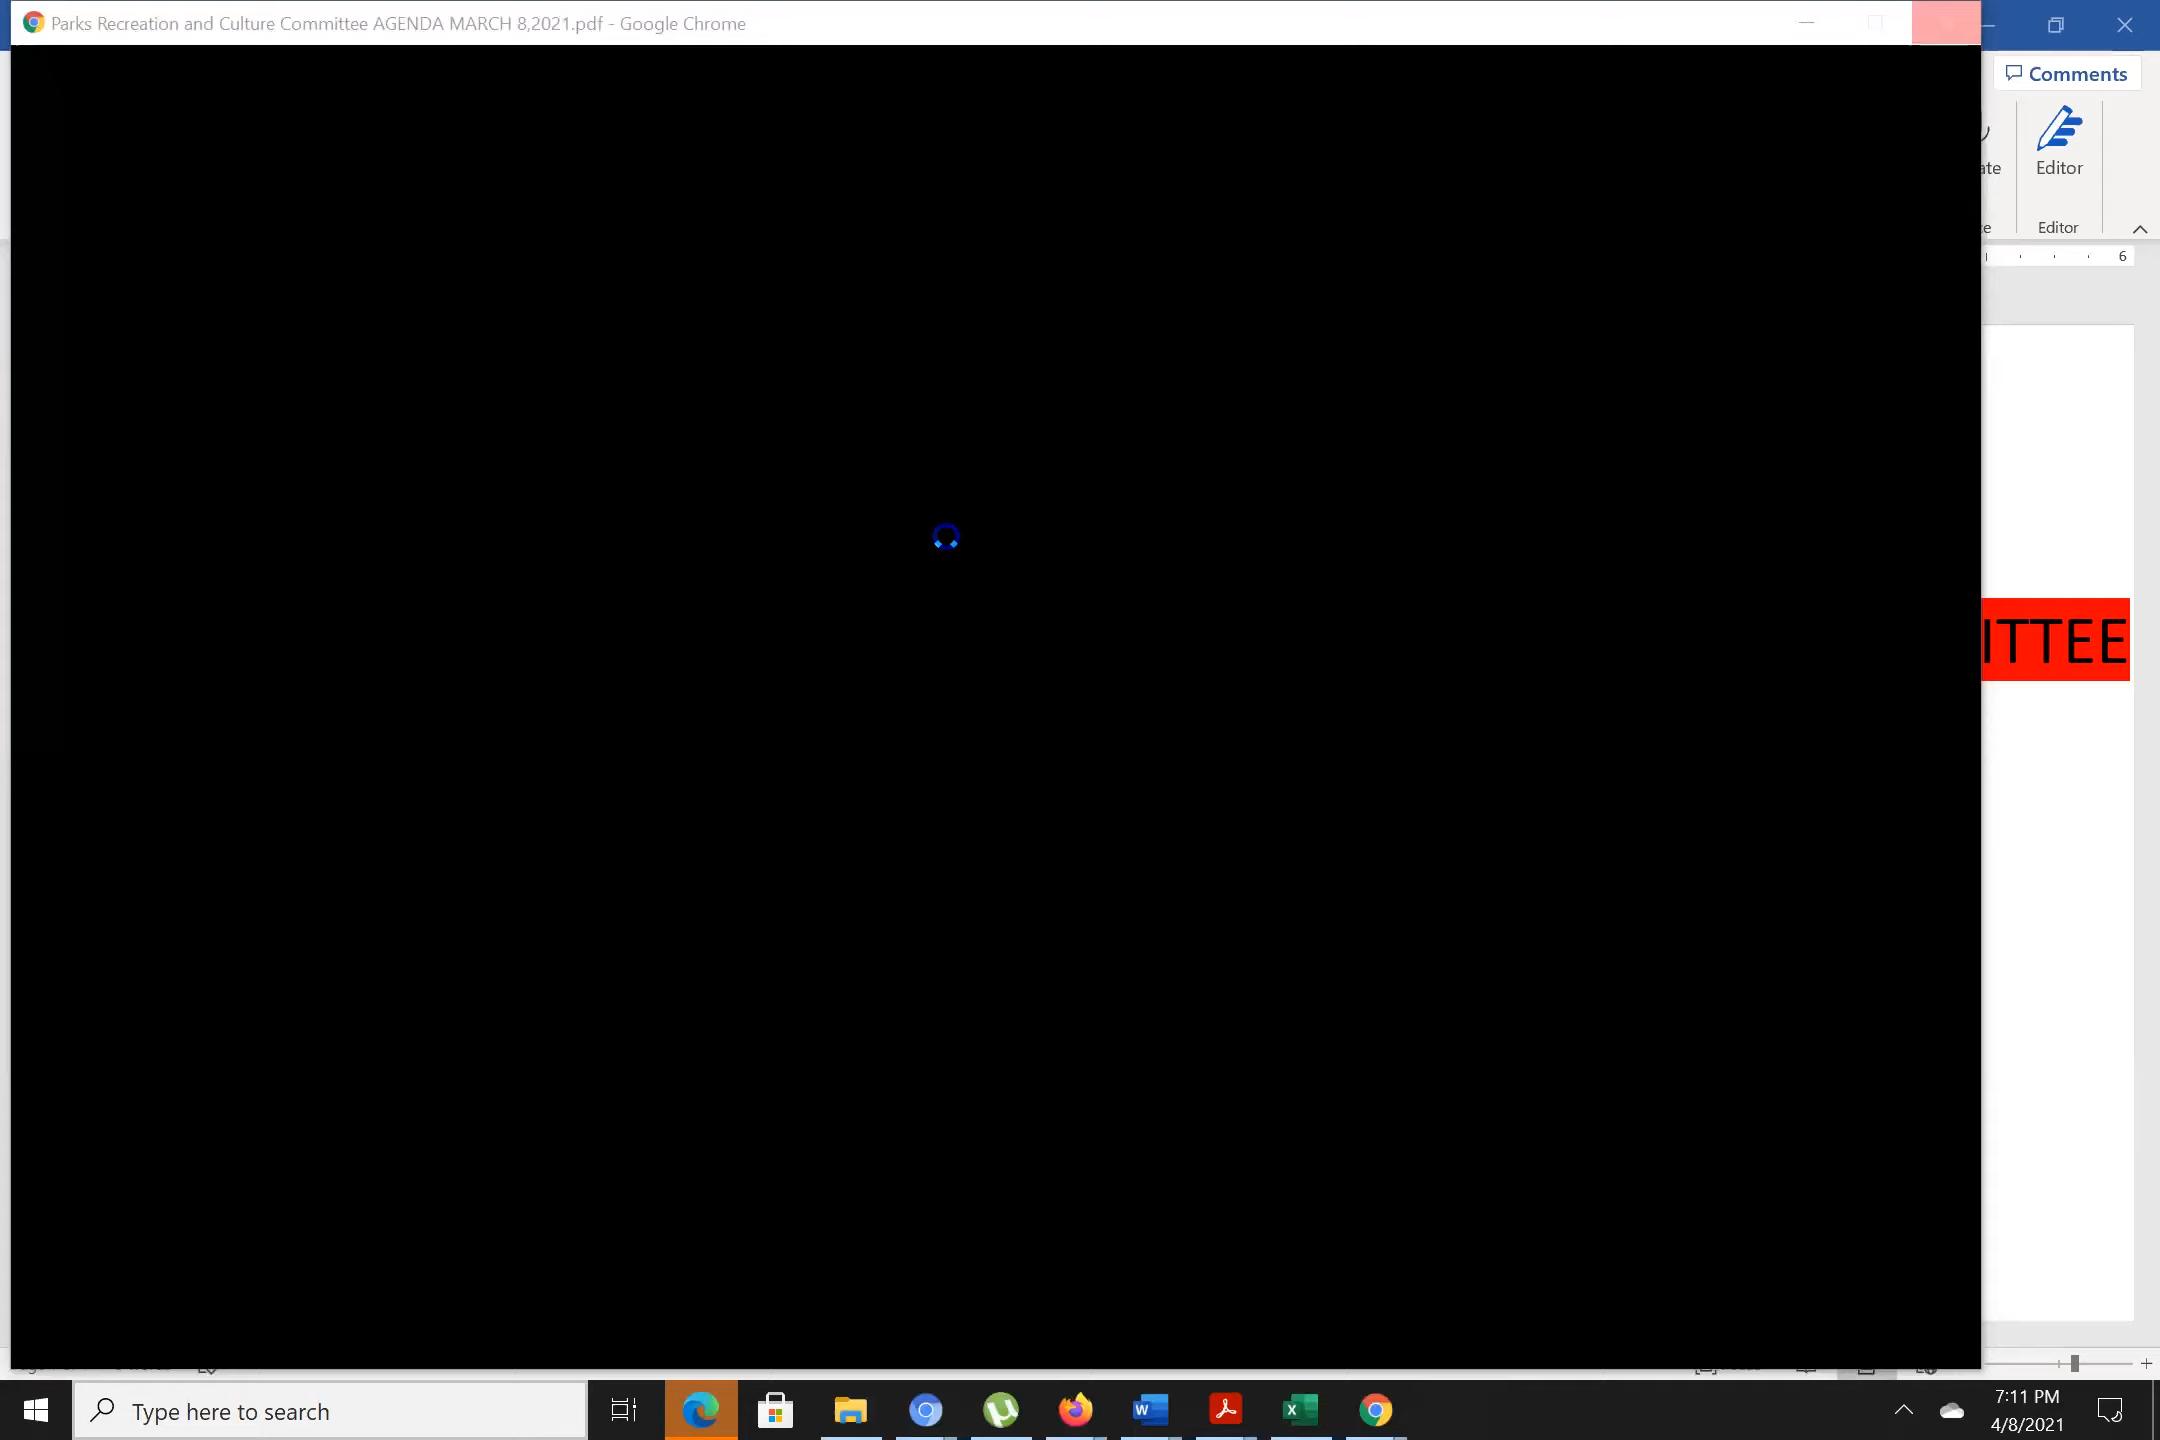 Parks Recreation and Culture Committee AGENDA MARCH 8,2021.pdf - Google Chrome
Comments
ate
Editor
Editor
6
ITTEE
Type here to search
7:11 PM
4/8/2021